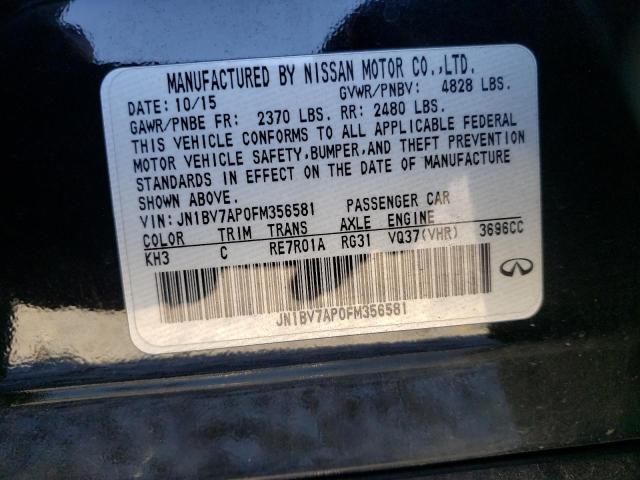 MANUFACTURED BY NISSAN MOTOR CO.,LTD.
DATE: 10/15 GVWR/PNBV: 4828 LBS.
GAWR/PNBE FR: 2370 LBS. RR: 2480 LBS.
THIS VEHICLE CONFORMS TO ALL APPLICABLE FEDERAL
MOTOR VEHICLE SAFETY,BUMPER,AND THEFT PREVENTION
STANDARDS IN EFFECT ON THE DATE OF MANUFACTURE
SHOWN ABOVE.
VIN: JN1BV7AP0FM356581 PASSENGER CAR
COLOR TRIM TRANS AXLE ENGINE
KH3 C RE7R01A RG31 VQ37(VHR) 3696CC
JN1BV7AP0FM356581